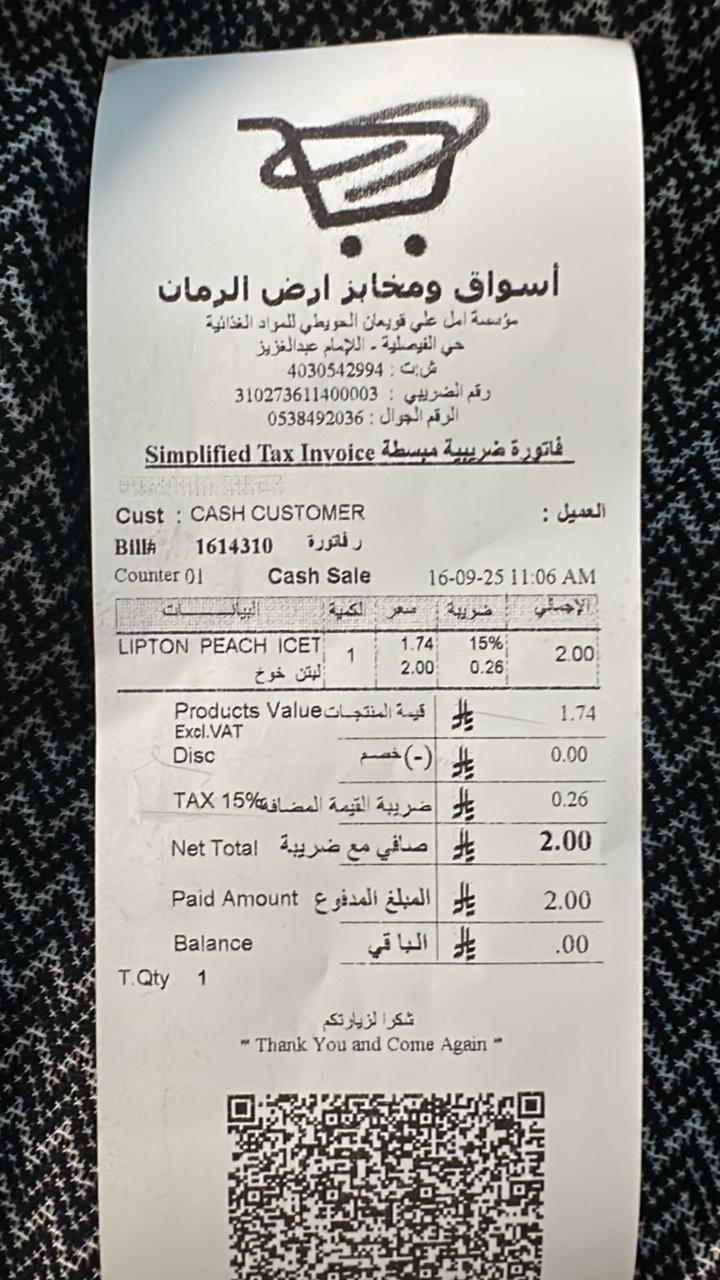 أسواق ومخابز ارض الرمان
مؤسسة امل علي قويعان الحويطي للمواد الغذائية
حي الفيصلية - اللإمام عبدالعزيز
ش:ت : 4030542994
رقم الضريبي : 310273611400003
الرقم الجوال : 0538492036
Simplified Tax Invoice فاتورة ضريبية مبسطة
Cust : CASH CUSTOMER العميل :
Bill# 1614310 ر فاتورة
Counter 01 Cash Sale 16-09-25 11:06 AM
البيانـــــات الكمية سعر ضريبة الإجمالي
LIPTON PEACH ICET 1 1.74 15% 2.00
لبتن خوخ 2.00 0.26
Products Value قيمة المنتجـات 1.74
Excl.VAT
Disc (-) خصم 0.00
TAX 15% ضريبة القيمة المضافة 0.26
Net Total صافي مع ضريبة 2.00
Paid Amount المبلغ المدفوع 2.00
Balance الباقي .00
T.Qty 1
شكرا لزيارتكم
" Thank You and Come Again "